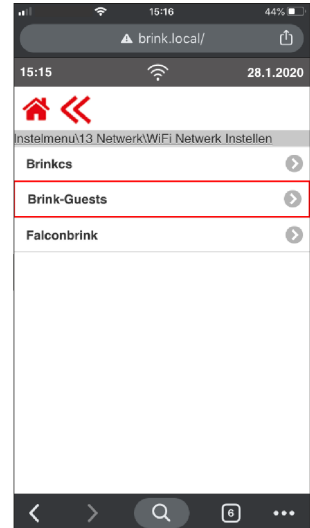 15:16
44%
brink.local/
15:15
28.1.2020
Instelmenu\13 Netwerk\WiFi Netwerk Instellen
Brinkcs
Brink-Guests
Falconbrink
6